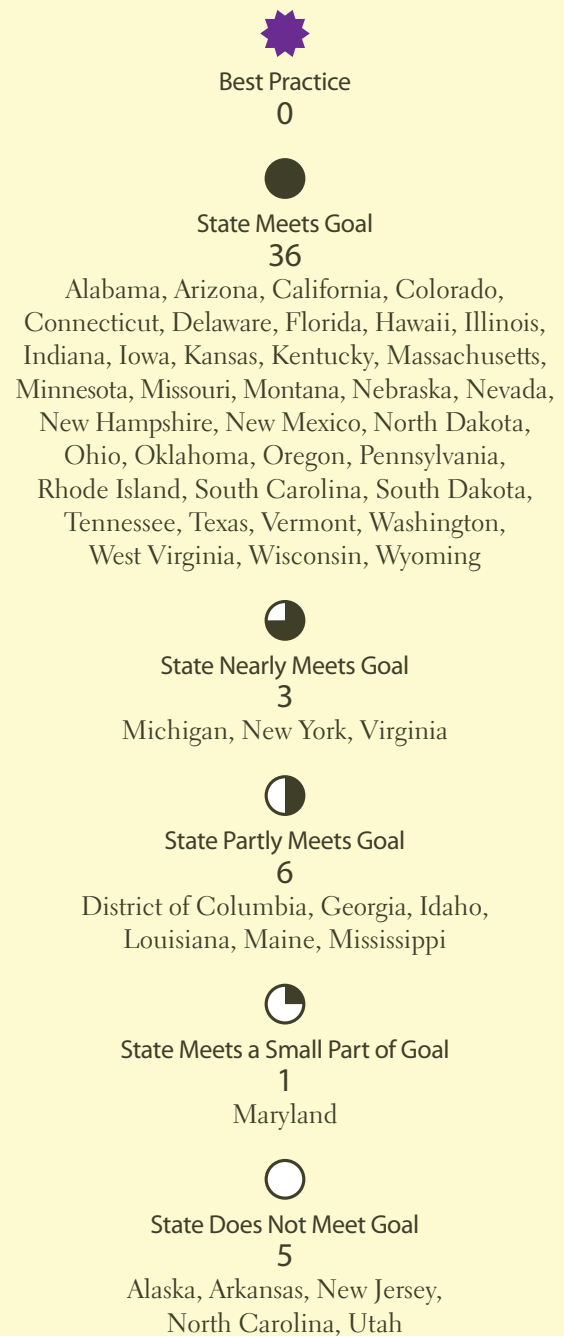 Best Practice
0
State Meets Goal
36
Alabama, Arizona, California, Colorado,
Connecticut, Delaware, Florida, Hawaii, Illinois,
Indiana, Iowa, Kansas, Kentucky, Massachusetts,
Minnesota, Missouri, Montana, Nebraska, Nevada,
New Hampshire, New Mexico, North Dakota,
Ohio, Oklahoma, Oregon, Pennsylvania,
Rhode Island, South Carolina, South Dakota,
Tennessee, Texas, Vermont, Washington,
West Virginia, Wisconsin, Wyoming
State Nearly Meets Goal
3
Michigan, New York, Virginia
State Partly Meets Goal
6
District of Columbia, Georgia, Idaho,
Louisiana, Maine, Mississippi
State Meets a Small Part of Goal
1
Maryland
State Does Not Meet Goal
5
Alaska, Arkansas, New Jersey,
North Carolina, Utah